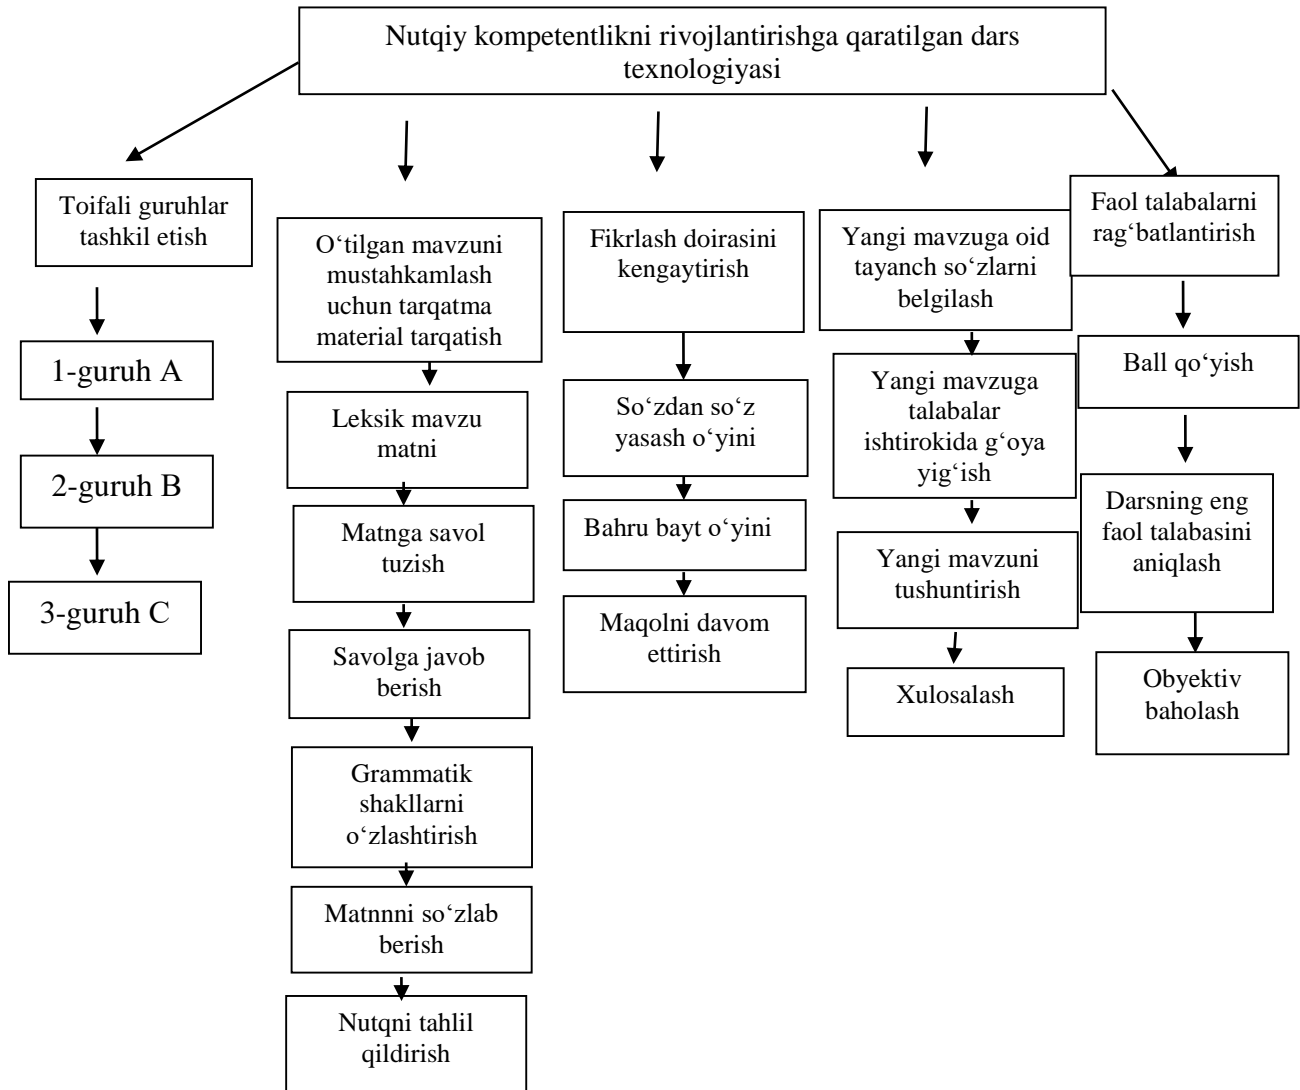 Nutqiy kompetentlikni rivojlantirishga qaratilgan dars
texnologiyasi
Toifali guruhlar
tashkil etish
1-guruh A
2-guruh B
3-guruh C
O‘tilgan mavzuni
mustahkamlash
uchun tarqatma
material tarqatish
Leksik mavzu
matni
Matnga savol
tuzish
Savolga javob
berish
Grammatik
shakllarni
o‘zlashtirish
Matnnni so‘zlab
berish
Nutqni tahlil
qildirish
Fikrlash doirasini
kengaytirish
So‘zdan so‘z
yasash o‘yini
Bahru bayt o‘yini
Maqolni davom
ettirish
Yangi mavzuga oid
tayanch so‘zlarni
belgilash
Yangi mavzuga
talabalar
ishtirokida g‘oya
yig‘ish
Yangi mavzuni
tushuntirish
Xulosalash
Faol talabalarni
rag‘batlantirish
Ball qo‘yish
Darsning eng
faol talabasini
aniqlash
Obyektiv
baholash